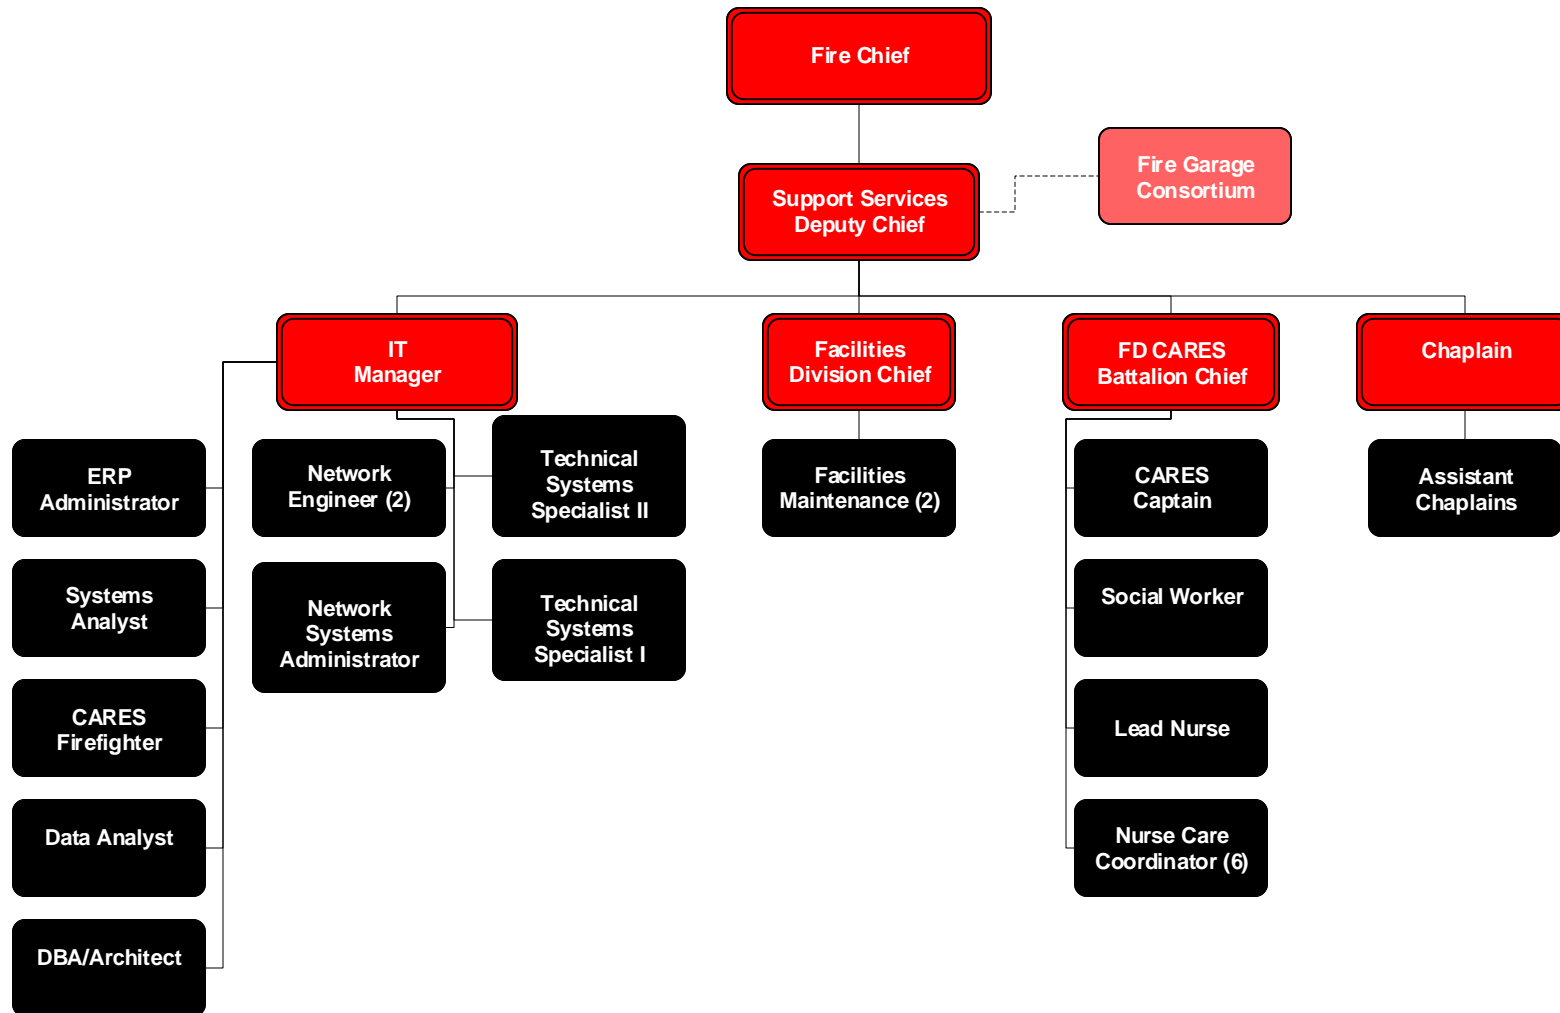 Fire Chief
Fire Garage
Consortium
Support Services
Deputy Chief
IT
Manager
Facilities
Division Chief
FD CARES
Battalion Chief
Chaplain
ERP
Administrator
Network
Engineer (2)
Technical
Systems
Specialist II
Facilities
Maintenance (2)
CARES
Captain
Assistant
Chaplains
Systems
Analyst
Network
Systems
Administrator
Technical
Systems
Specialist I
Social Worker
CARES
Firefighter
Lead Nurse
Data Analyst
Nurse Care
Coordinator (6)
DBA/Architect